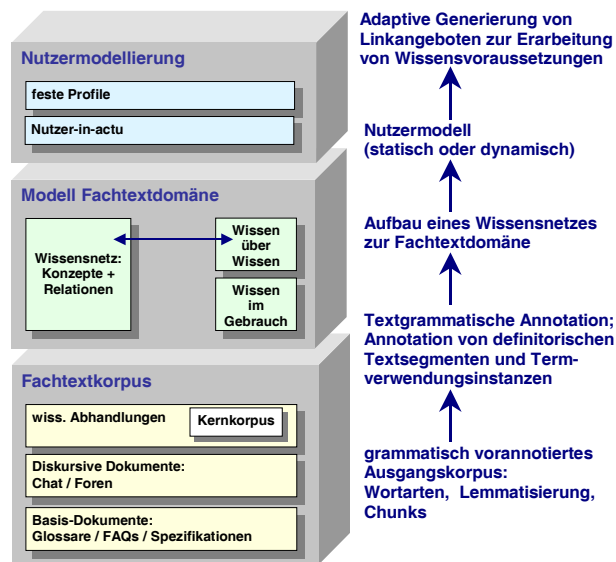 Nutzermodellierung
feste Profile
Nutzer-in-actu
Modell Fachtextdomäne
Wissensnetz:
Konzepte +
Relationen
Wissen
über
Wissen
Wissen
im
Gebrauch
Fachtextkorpus
wiss. Abhandlungen
Kernkorpus
Diskursive Dokumente:
Chat / Foren
Basis-Dokumente:
Glossare / FAQs / Spezifikationen
Adaptive Generierung von
Linkangeboten zur Erarbeitung
von Wissensvoraussetzungen
Nutzermodell
(statisch oder dynamisch)
Aufbau eines Wissensnetzes
zur Fachtextdomäne
Textgrammatische Annotation;
Annotation von definitorischen
Textsegmenten und Term-
verwendungsinstanzen
grammatisch vorannotiertes
Ausgangskorpus:
Wortarten, Lemmatisierung,
Chunks